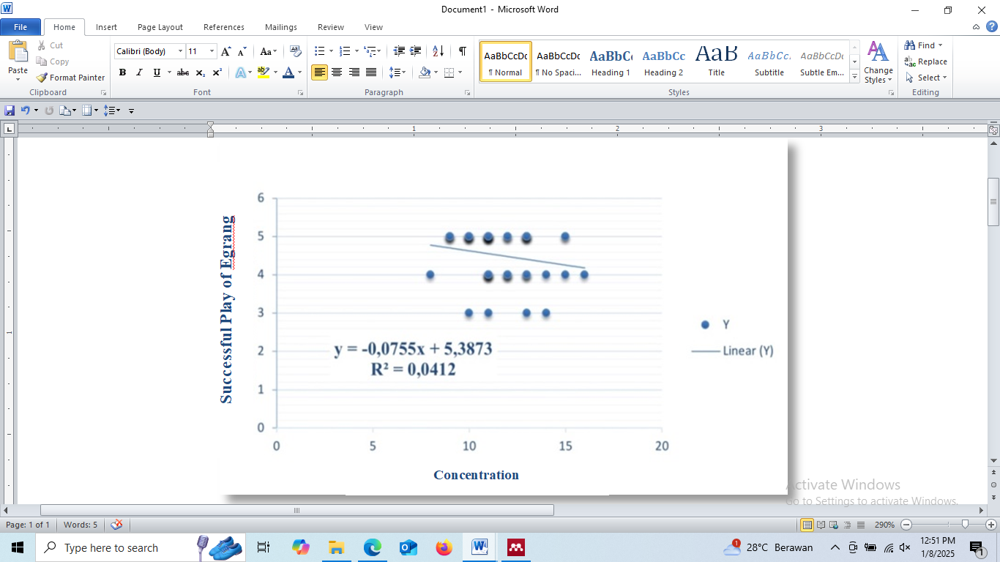 Document1 - Microsoft Word
File Home Insert Page Layout References Mailings Review View
Paste
Cut
Copy
Format Painter
Clipboard
Calibri (Body) 11
Font
Paragraph
AaBbCcDc AaBbCcDc AaBbC AaBbCc AaB AaBbCc. AaBbCcDc
¶ Normal ¶ No Spaci... Heading 1 Heading 2 Title Subtitle Subtle Em...
Change
Styles
Styles
Find
Replace
Select
Editing
1 2 3
6
5
4
3
2
1
0
0 5 10 15 20
Successful Play of Egrang
y = -0,0755x + 5,3873
R² = 0,0412
Y
Linear (Y)
Concentration
Activate Windows
Go to Settings to activate Windows.
Page: 1 of 1 Words: 5 290%
Type here to search
28°C Berawan
12:51 PM
1/8/2025